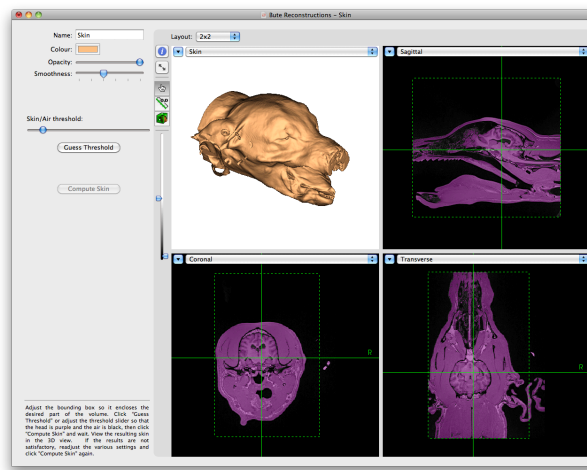 Bute Reconstructions – Skin
Name: Skin
Colour:
Opacity:
Smoothness:
Skin/Air threshold:
Guess Threshold
Compute Skin
Layout: 2x2
Skin
Sagittal
Coronal
R
Transverse
R
Adjust the bounding box so it encloses the
desired part of the volume. Click "Guess
Threshold" or adjust the threshold slider so that
the head is purple and the air is black, then click
"Compute Skin" and wait. View the resulting skin
in the 3D view. If the results are not
satisfactory, readjust the various settings and
click "Compute Skin" again.